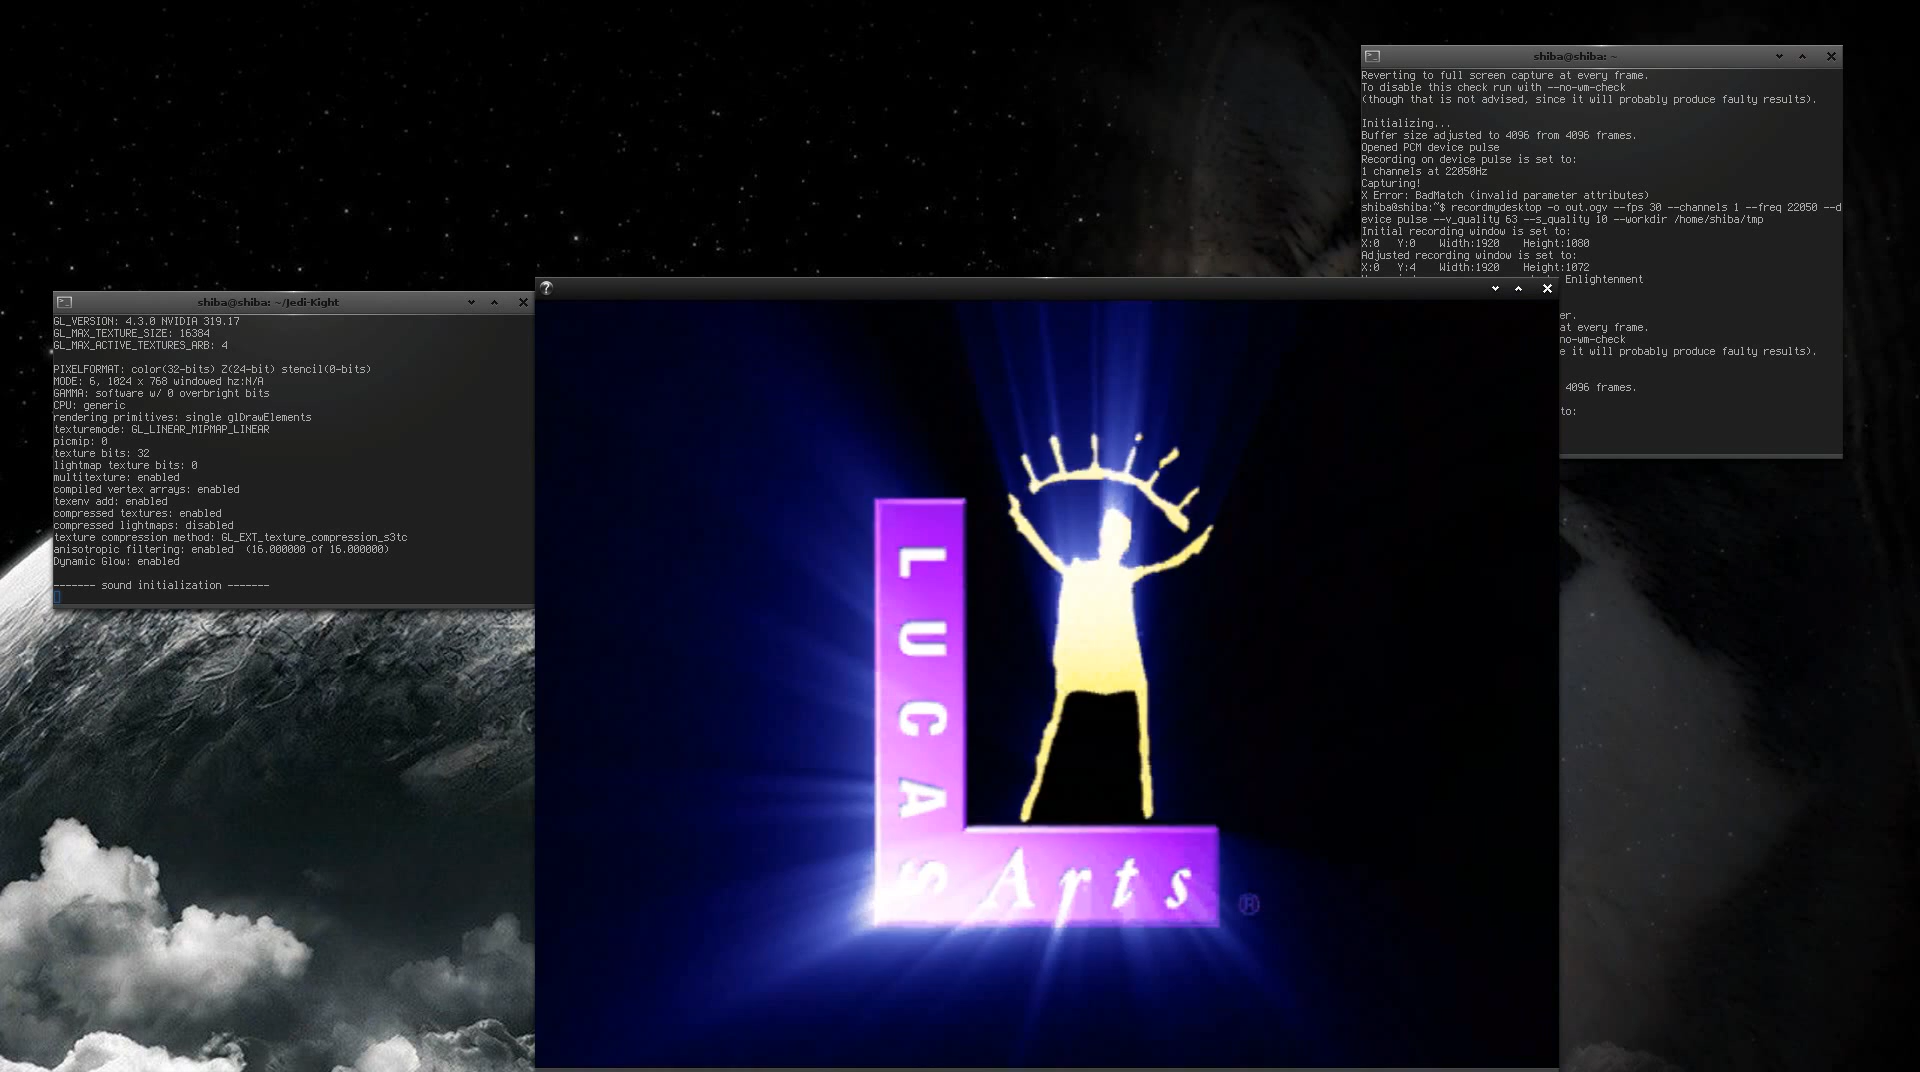 shiba@shiba: ~
Reverting to full screen capture at every frame.
To disable this check run with --no-wm-check
(though that is not advised, since it will probably produce faulty results).
Initializing...
Buffer size adjusted to 4096 from 4096 frames.
Opened PCM device pulse
Recording on device pulse is set to:
1 channels at 22050Hz
Capturing!
X Error: BadMatch (invalid parameter attributes)
shiba@shiba:~$ recordmydesktop -o out.ogv --fps 30 --channels 1 --freq 22050 --d
evice pulse --v_quality 63 --s_quality 10 --workdir /home/shiba/tmp
Initial recording window is set to:
X:0   Y:0    Width:1920    Height:1080
Adjusted recording window is set to:
X:0   Y:4    Width:1920    Height:1072
Enlightenment
er.
at every frame.
no-wm-check
e it will probably produce faulty results).
4096 frames.
to:
shiba@shiba: ~/Jedi-Kight
GL_VERSION: 4.3.0 NVIDIA 319.17
GL_MAX_TEXTURE_SIZE: 16384
GL_MAX_ACTIVE_TEXTURES_ARB: 4
PIXELFORMAT: color(32-bits) Z(24-bit) stencil(0-bits)
MODE: 6, 1024 x 768 windowed hz:N/A
GAMMA: software w/ 0 overbright bits
CPU: generic
rendering primitives: single glDrawElements
texturemode: GL_LINEAR_MIPMAP_LINEAR
picmip: 0
texture bits: 32
lightmap texture bits: 0
multitexture: enabled
compiled vertex arrays: enabled
texenv add: enabled
compressed textures: enabled
compressed lightmaps: disabled
texture compression method: GL_EXT_texture_compression_s3tc
anisotropic filtering: enabled  (16.000000 of 16.000000)
Dynamic Glow: enabled
------- sound initialization -------
LUCAS
Arts ®